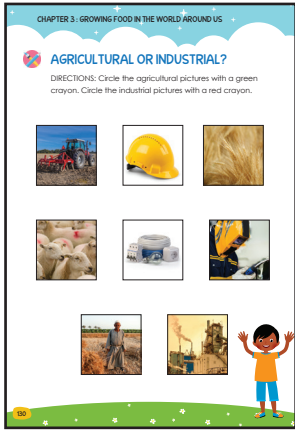 CHAPTER 3 : GROWING FOOD IN THE WORLD AROUND US
AGRICULTURAL OR INDUSTRIAL?
DIRECTIONS: Circle the agricultural pictures with a green
crayon. Circle the industrial pictures with a red crayon.
130